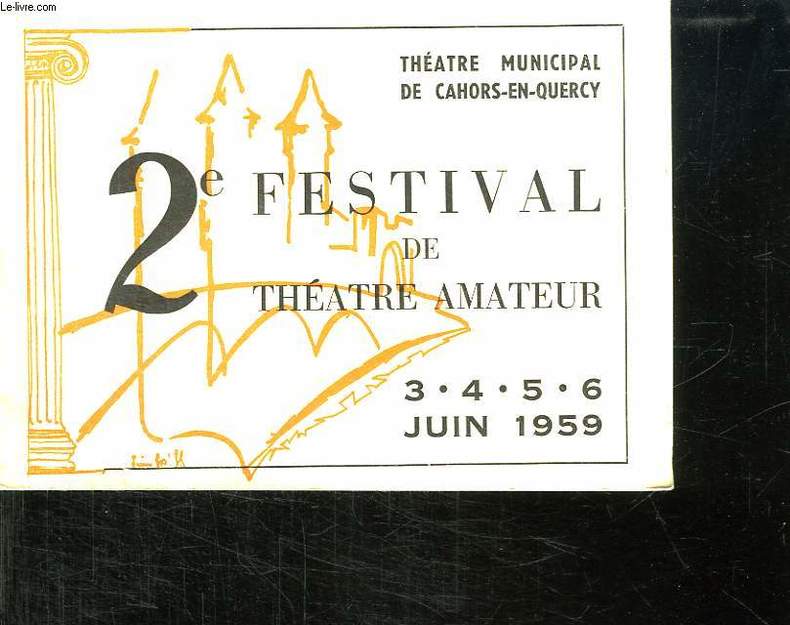 Le-livre.com
THÉATRE MUNICIPAL
DE CAHORS-EN-QUERCY
2e FESTIVAL
DE
THÉATRE AMATEUR
3 • 4 • 5 • 6
JUIN 1959